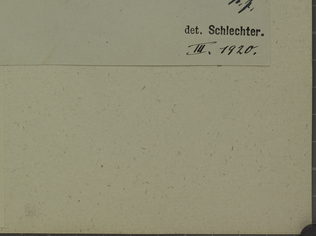 det. Schlechter.
III. 1920.